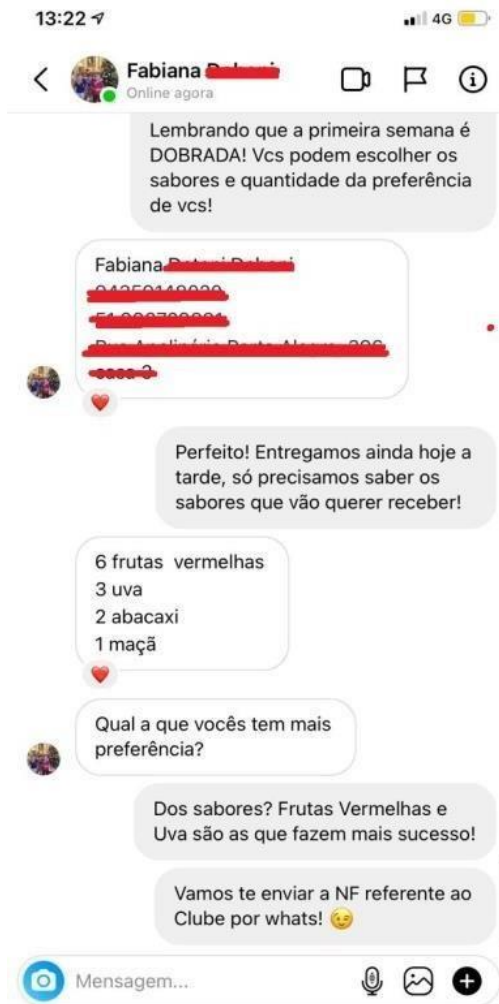 13:22
4G
Fabiana
Online agora
Lembrando que a primeira semana é
DOBRADA! Vcs podem escolher os
sabores e quantidade da preferência
de vcs!
Fabiana
Perfeito! Entregamos ainda hoje a
tarde, só precisamos saber os
sabores que vão querer receber!
6 frutas vermelhas
3 uva
2 abacaxi
1 maçã
Qual a que vocês tem mais
preferência?
Dos sabores? Frutas Vermelhas e
Uva são as que fazem mais sucesso!
Vamos te enviar a NF referente ao
Clube por whats! 😉
Mensagem...